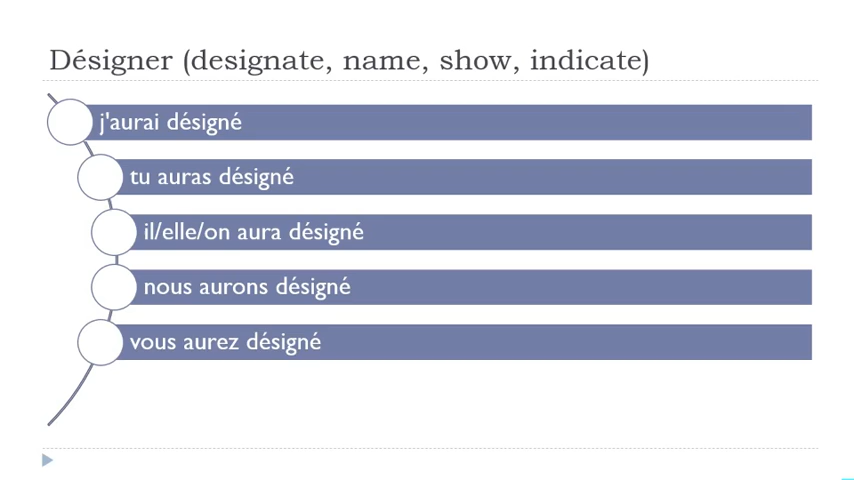 Désigner (designate, name, show, indicate)
j'aurai désigné
tu auras désigné
il/elle/on aura désigné
nous aurons désigné
vous aurez désigné